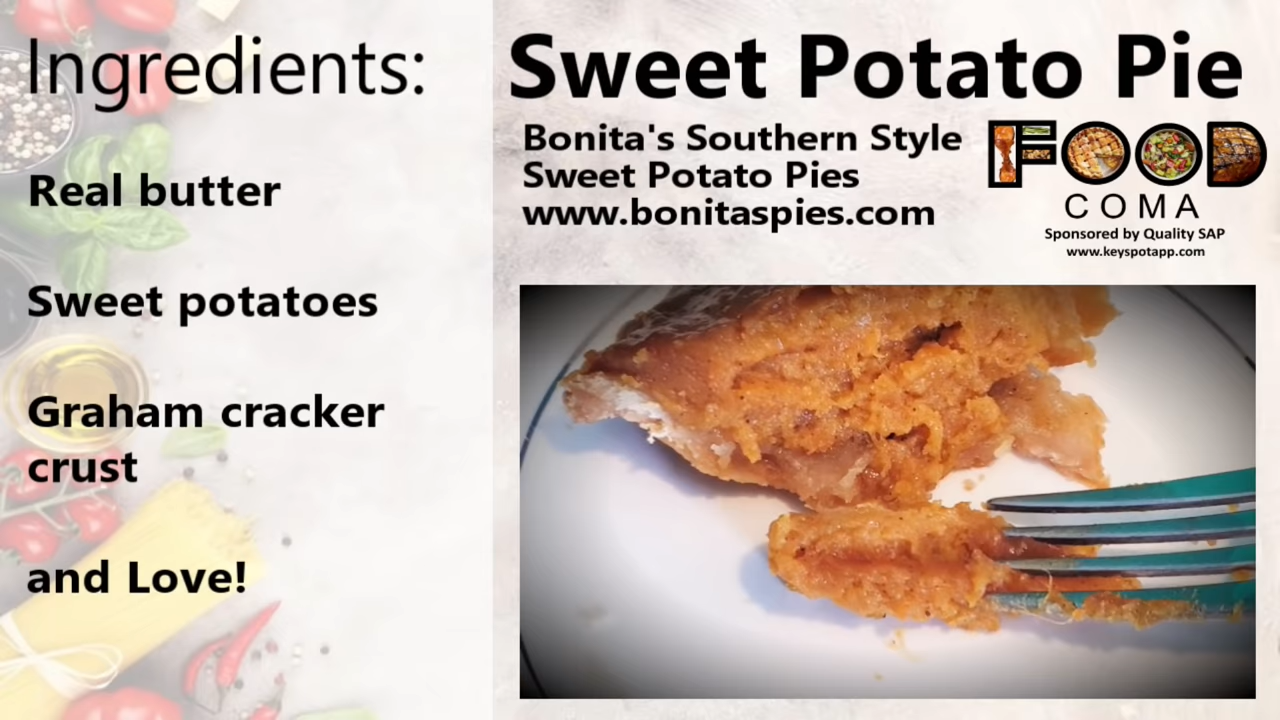 Ingredients:
Real butter
Sweet potatoes
Graham cracker
crust
and Love!
Sweet Potato Pie
Bonita's Southern Style
Sweet Potato Pies
www.bonitaspies.com
FOOD
COMA
Sponsored by Quality SAP
www.keyspotapp.com